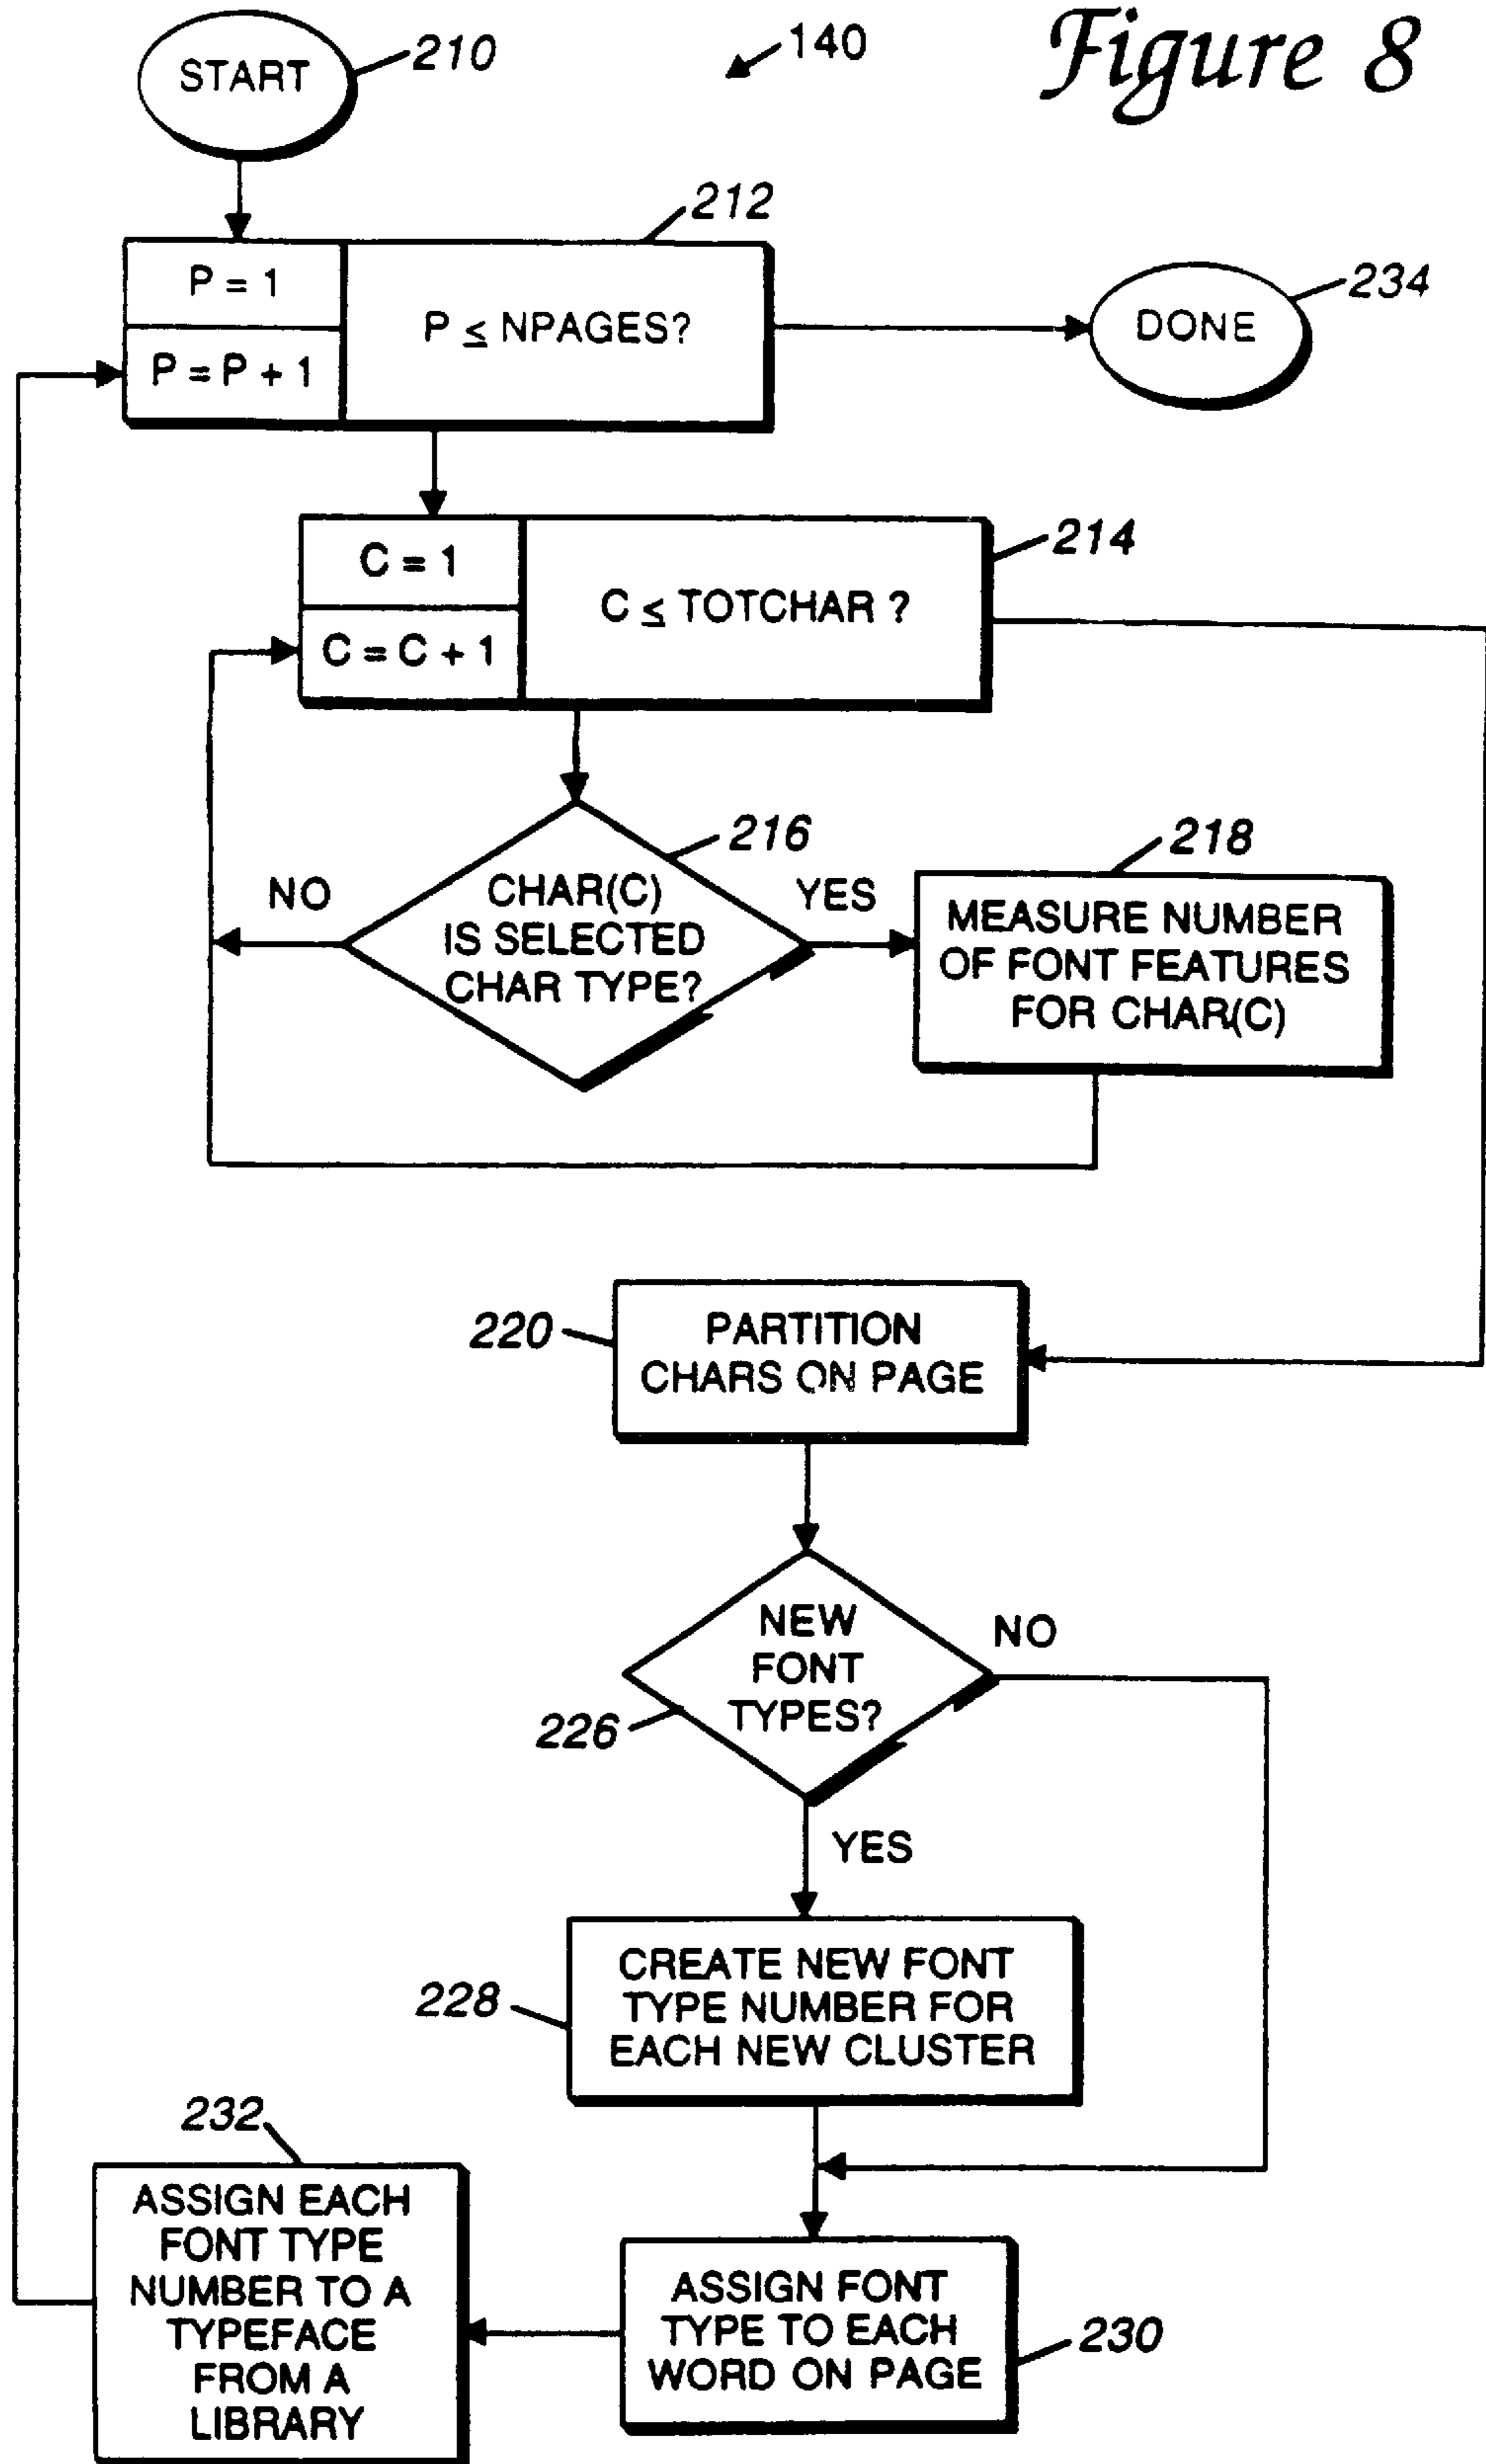 Figure 8
140
START
210
212
P = 1
P = P + 1
P ≤ NPAGES?
DONE
234
C = 1
C = C + 1
C ≤ TOTCHAR ?
214
216
CHAR(C)
IS SELECTED
CHAR TYPE?
NO
YES
218
MEASURE NUMBER
OF FONT FEATURES
FOR CHAR(C)
220
PARTITION
CHARS ON PAGE
NEW
FONT
TYPES?
226
NO
YES
228
CREATE NEW FONT
TYPE NUMBER FOR
EACH NEW CLUSTER
230
ASSIGN FONT
TYPE TO EACH
WORD ON PAGE
232
ASSIGN EACH
FONT TYPE
NUMBER TO A
TYPEFACE
FROM A
LIBRARY